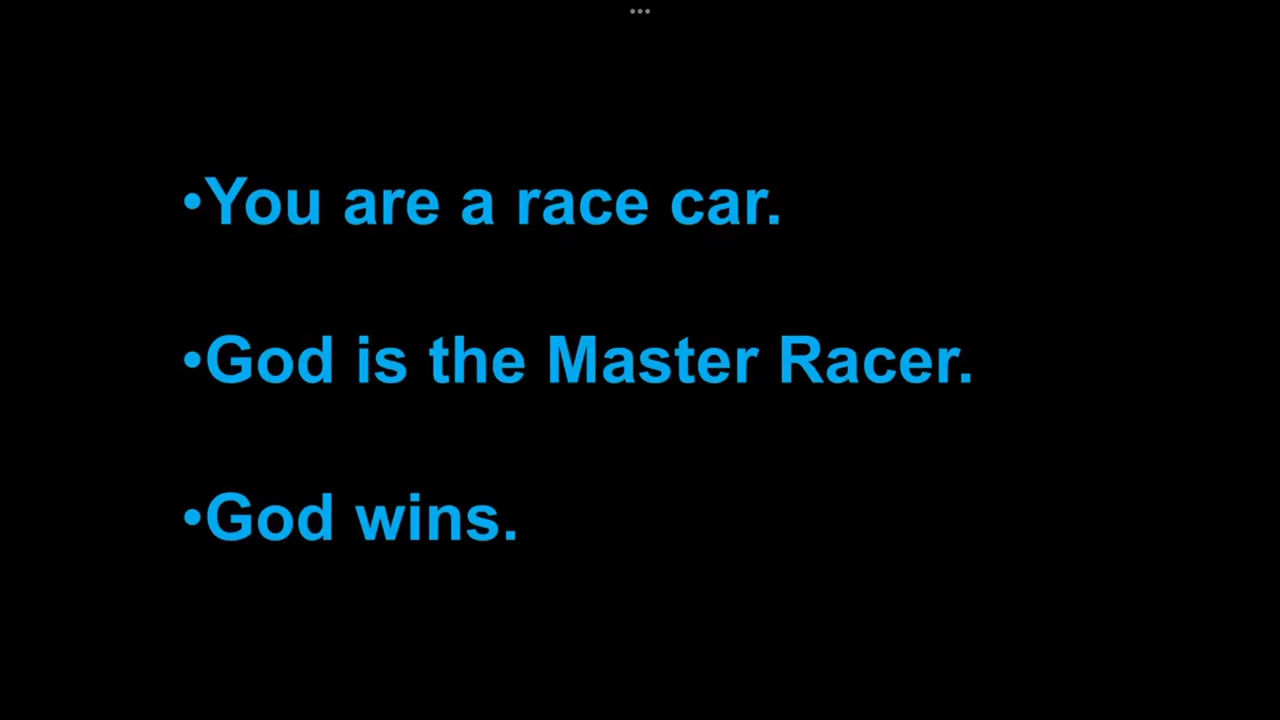 •You are a race car.
•God is the Master Racer.
•God wins.